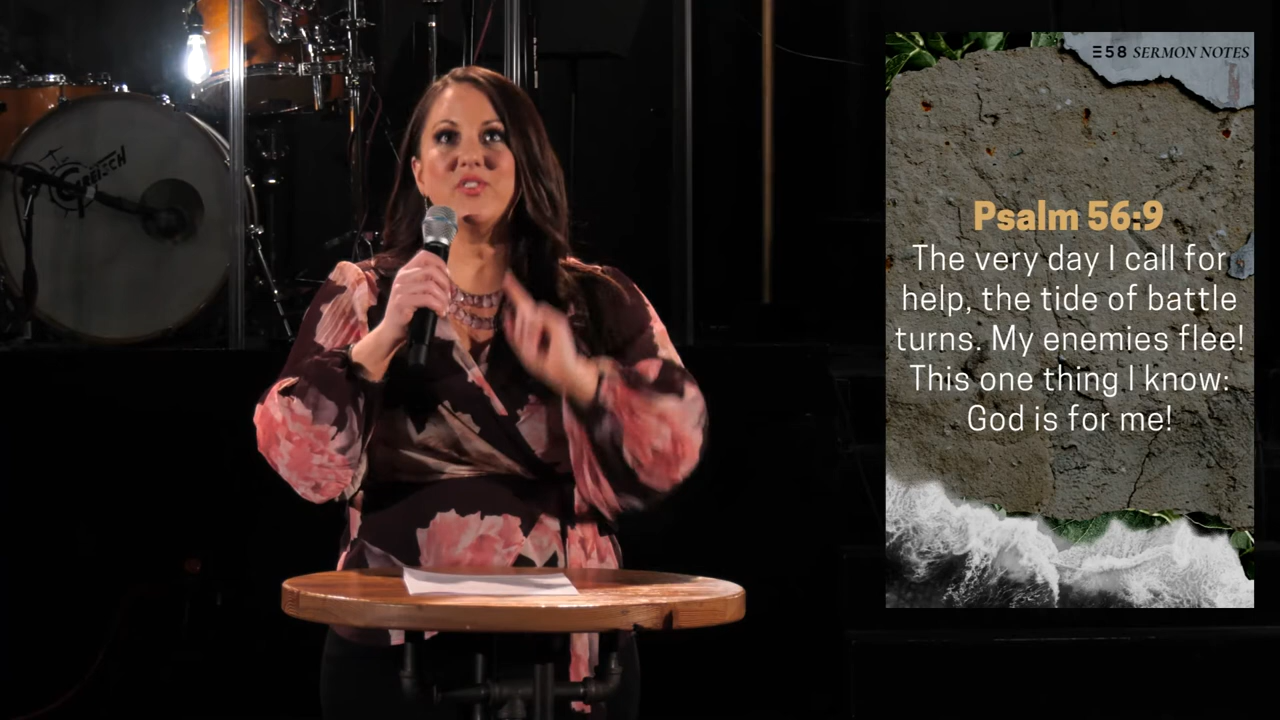 GRETSCH
Ξ58 SERMON NOTES
Psalm 56:9
The very day I call for
help, the tide of battle
turns. My enemies flee!
This one thing I know:
God is for me!